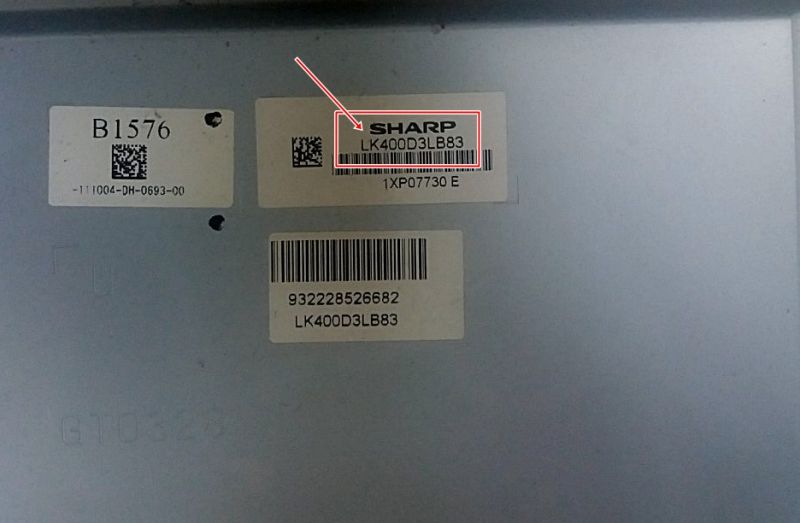 B1576
-111004-DH-0693-00
SHARP
LK400D3LB83
1XP07730 E
932228526682
LK400D3LB83